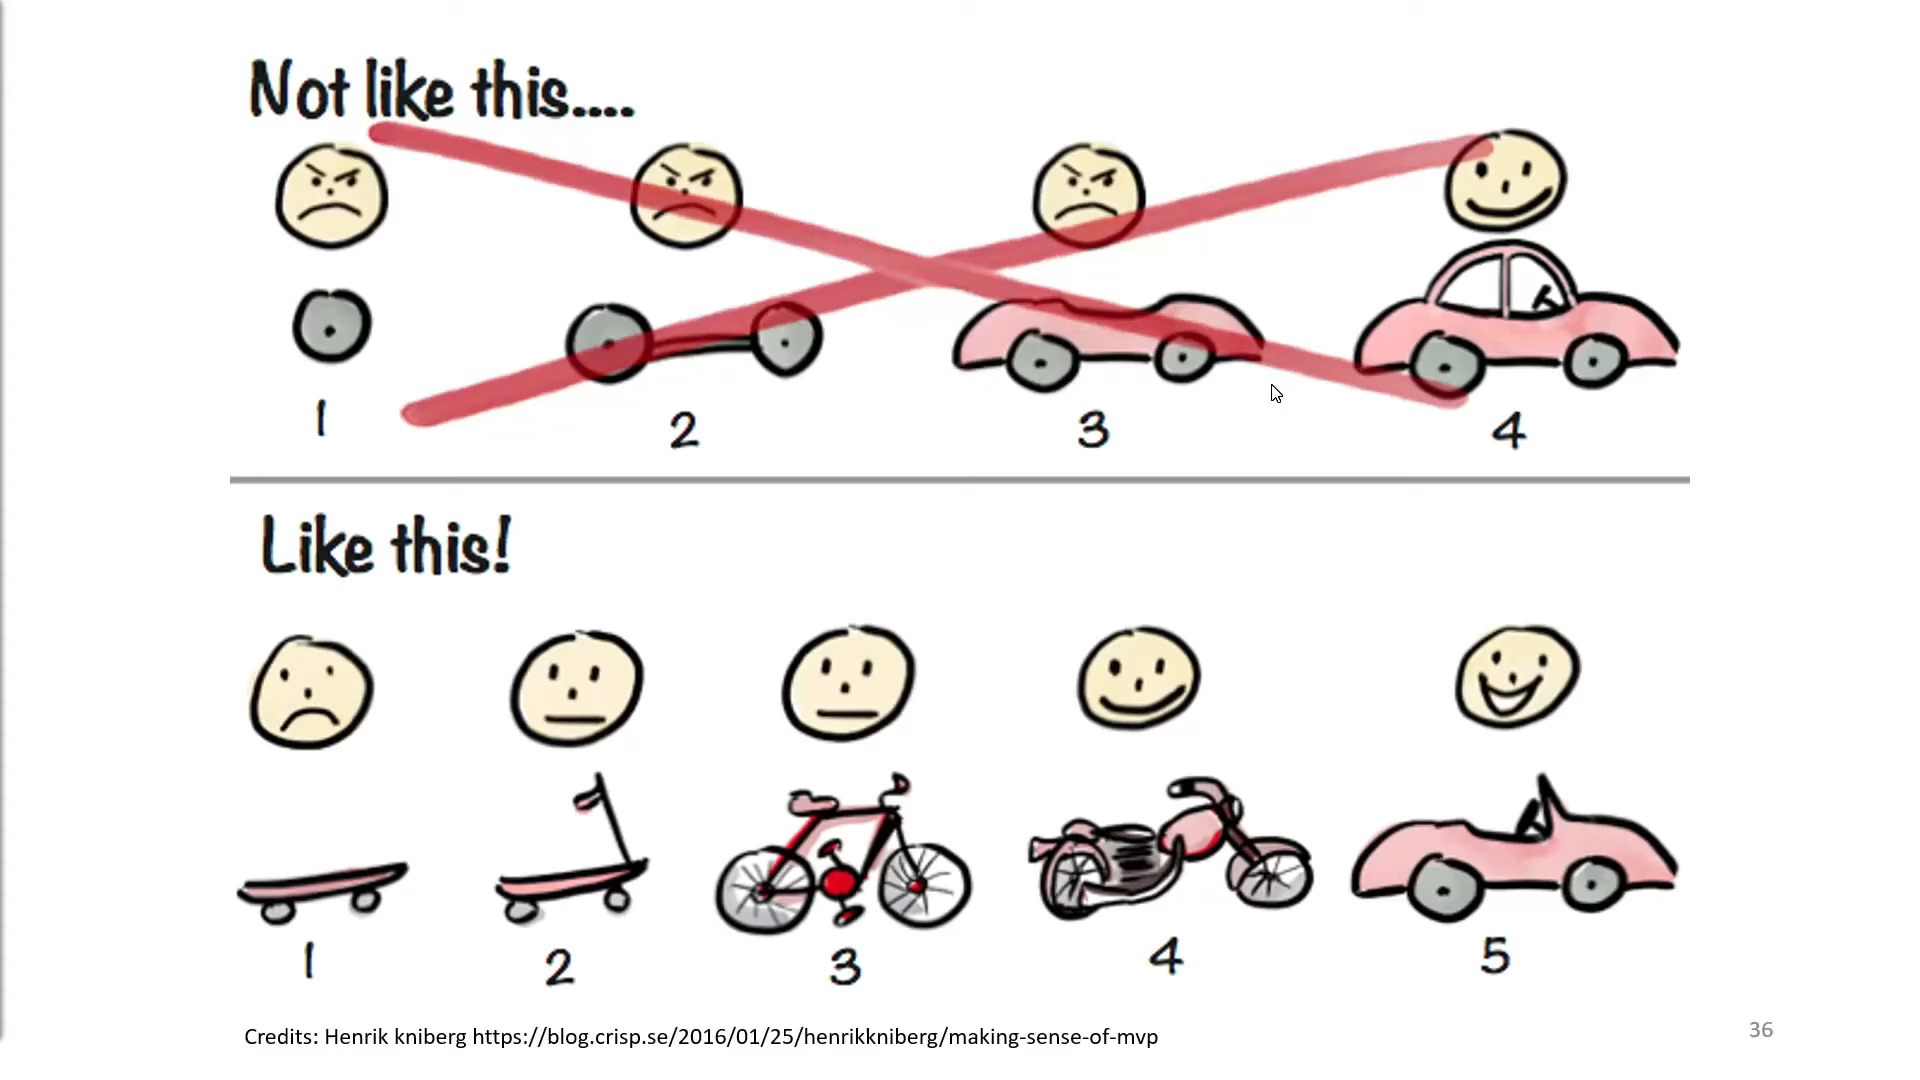 Not like this....
1 2 3 4
Like this!
1 2 3 4 5
Credits: Henrik kniberg https://blog.crisp.se/2016/01/25/henrikkniberg/making-sense-of-mvp
36